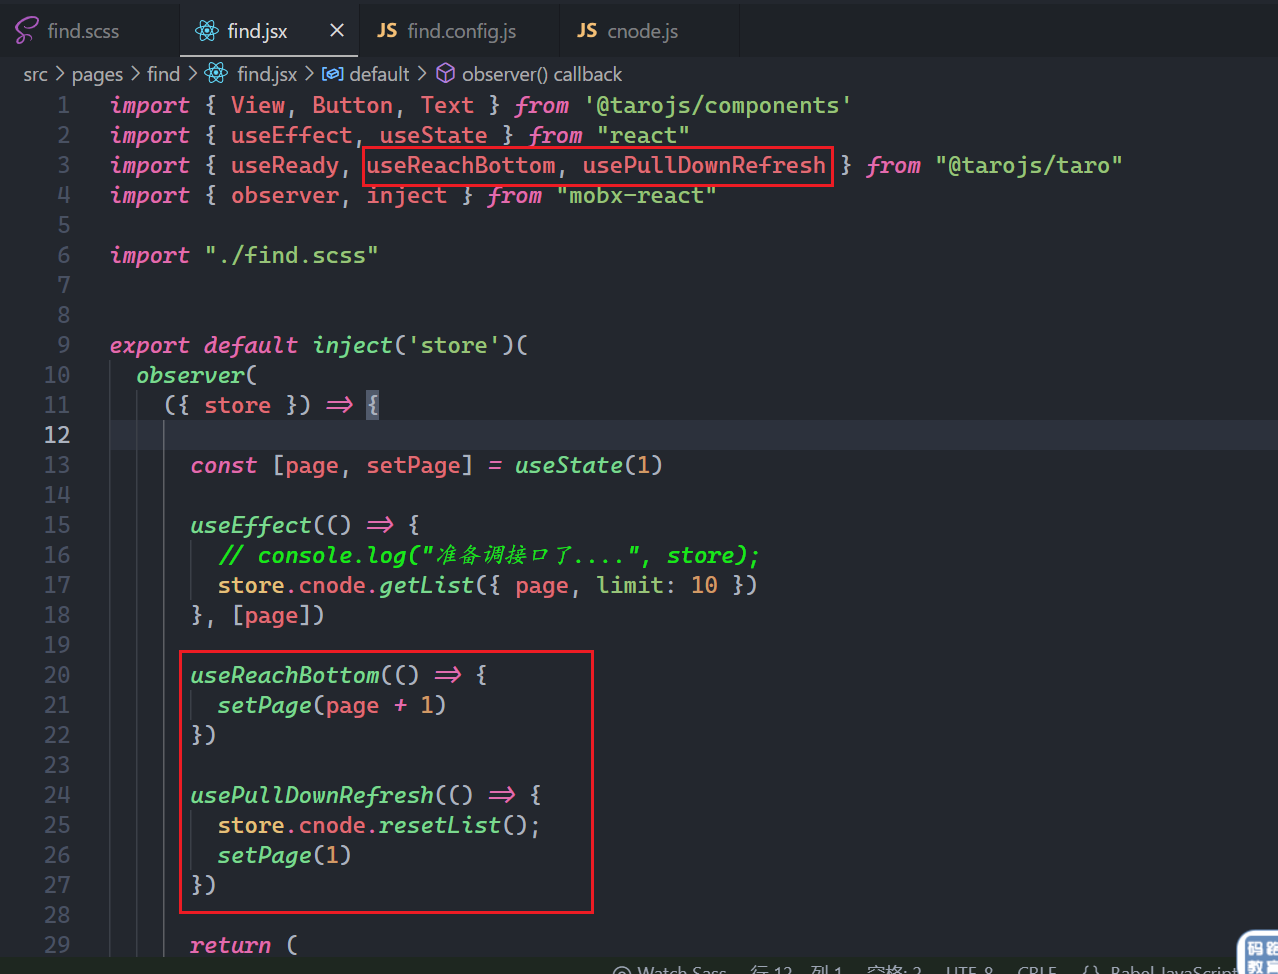 find.scss find.jsx × JS find.config.js JS cnode.js
src > pages > find > find.jsx > default > observer() callback
1 import { View, Button, Text } from '@tarojs/components'
2 import { useEffect, useState } from "react"
3 import { useReady, useReachBottom, usePullDownRefresh } from "@tarojs/taro"
4 import { observer, inject } from "mobx-react"
5
6 import "./find.scss"
7
8
9 export default inject('store')(
10 observer(
11 ({ store }) => {
12
13 const [page, setPage] = useState(1)
14
15 useEffect(() => {
16 // console.log("准备调接口了....", store);
17 store.cnode.getList({ page, limit: 10 })
18 }, [page])
19
20 useReachBottom(() => {
21 setPage(page + 1)
22 })
23
24 usePullDownRefresh(() => {
25 store.cnode.resetList();
26 setPage(1)
27 })
28
29 return (
Watch Sass 行 12, 列 1 空格: 2 UTF-8 CRLF {} Babel JavaScript